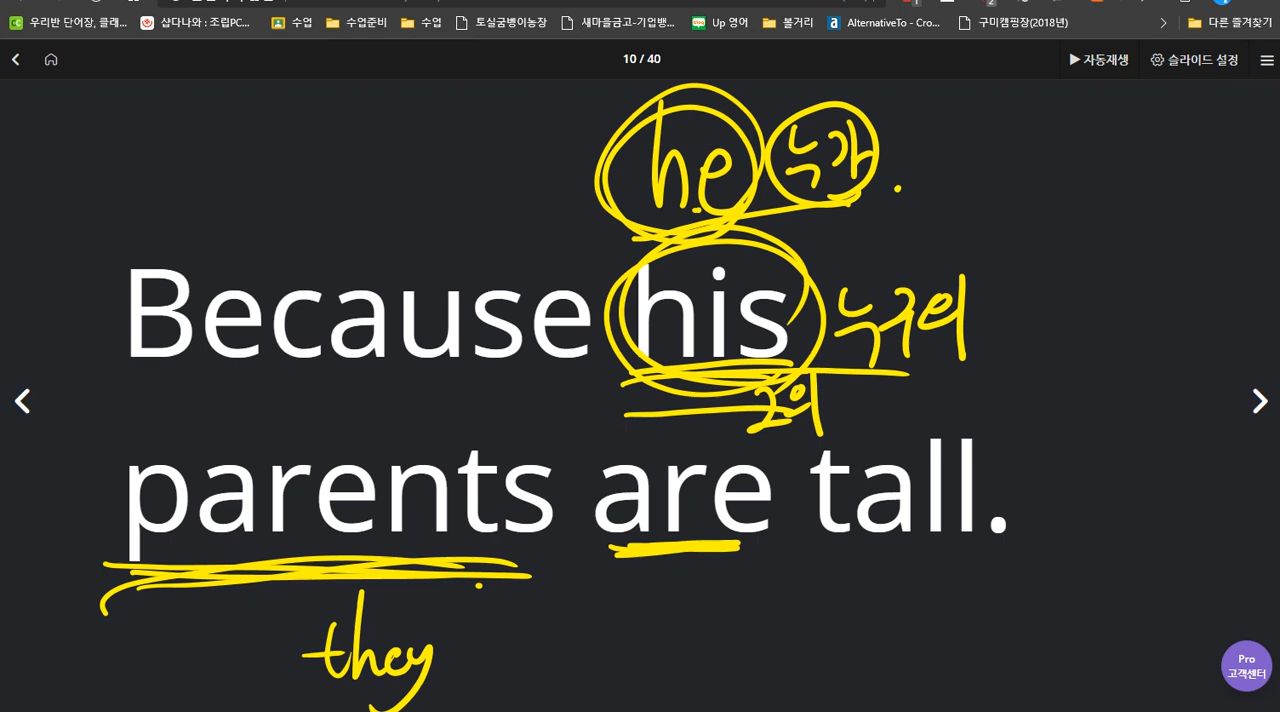 우리반 단어장, 클래...
샵다나와 : 조립PC...
수업
수업준비
수업
토실굼벵이농장
새마을금고-기업뱅...
Up 영어
볼거리
AlternativeTo - Cro...
구미캠핑장(2018년)
다른 즐겨찾기
10 / 40
자동재생
슬라이드 설정
he 누가.
Because his 누구의
그의
parents are tall.
they
Pro
고객센터